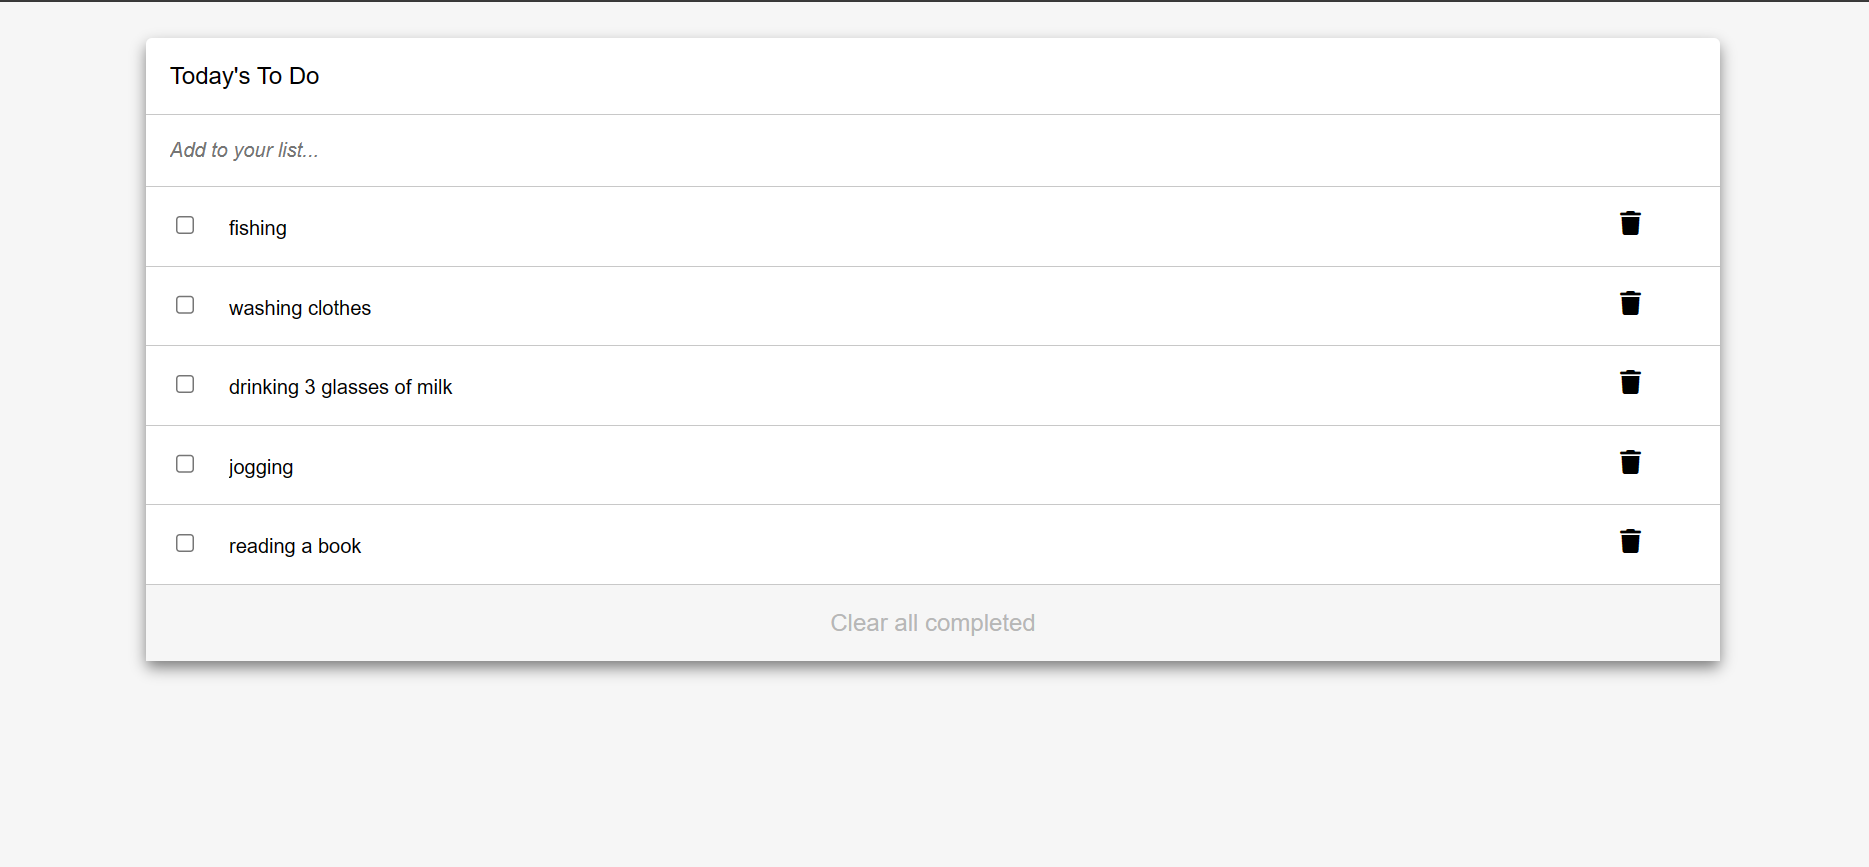 Today's To Do
Add to your list...
fishing
washing clothes
drinking 3 glasses of milk
jogging
reading a book
Clear all completed